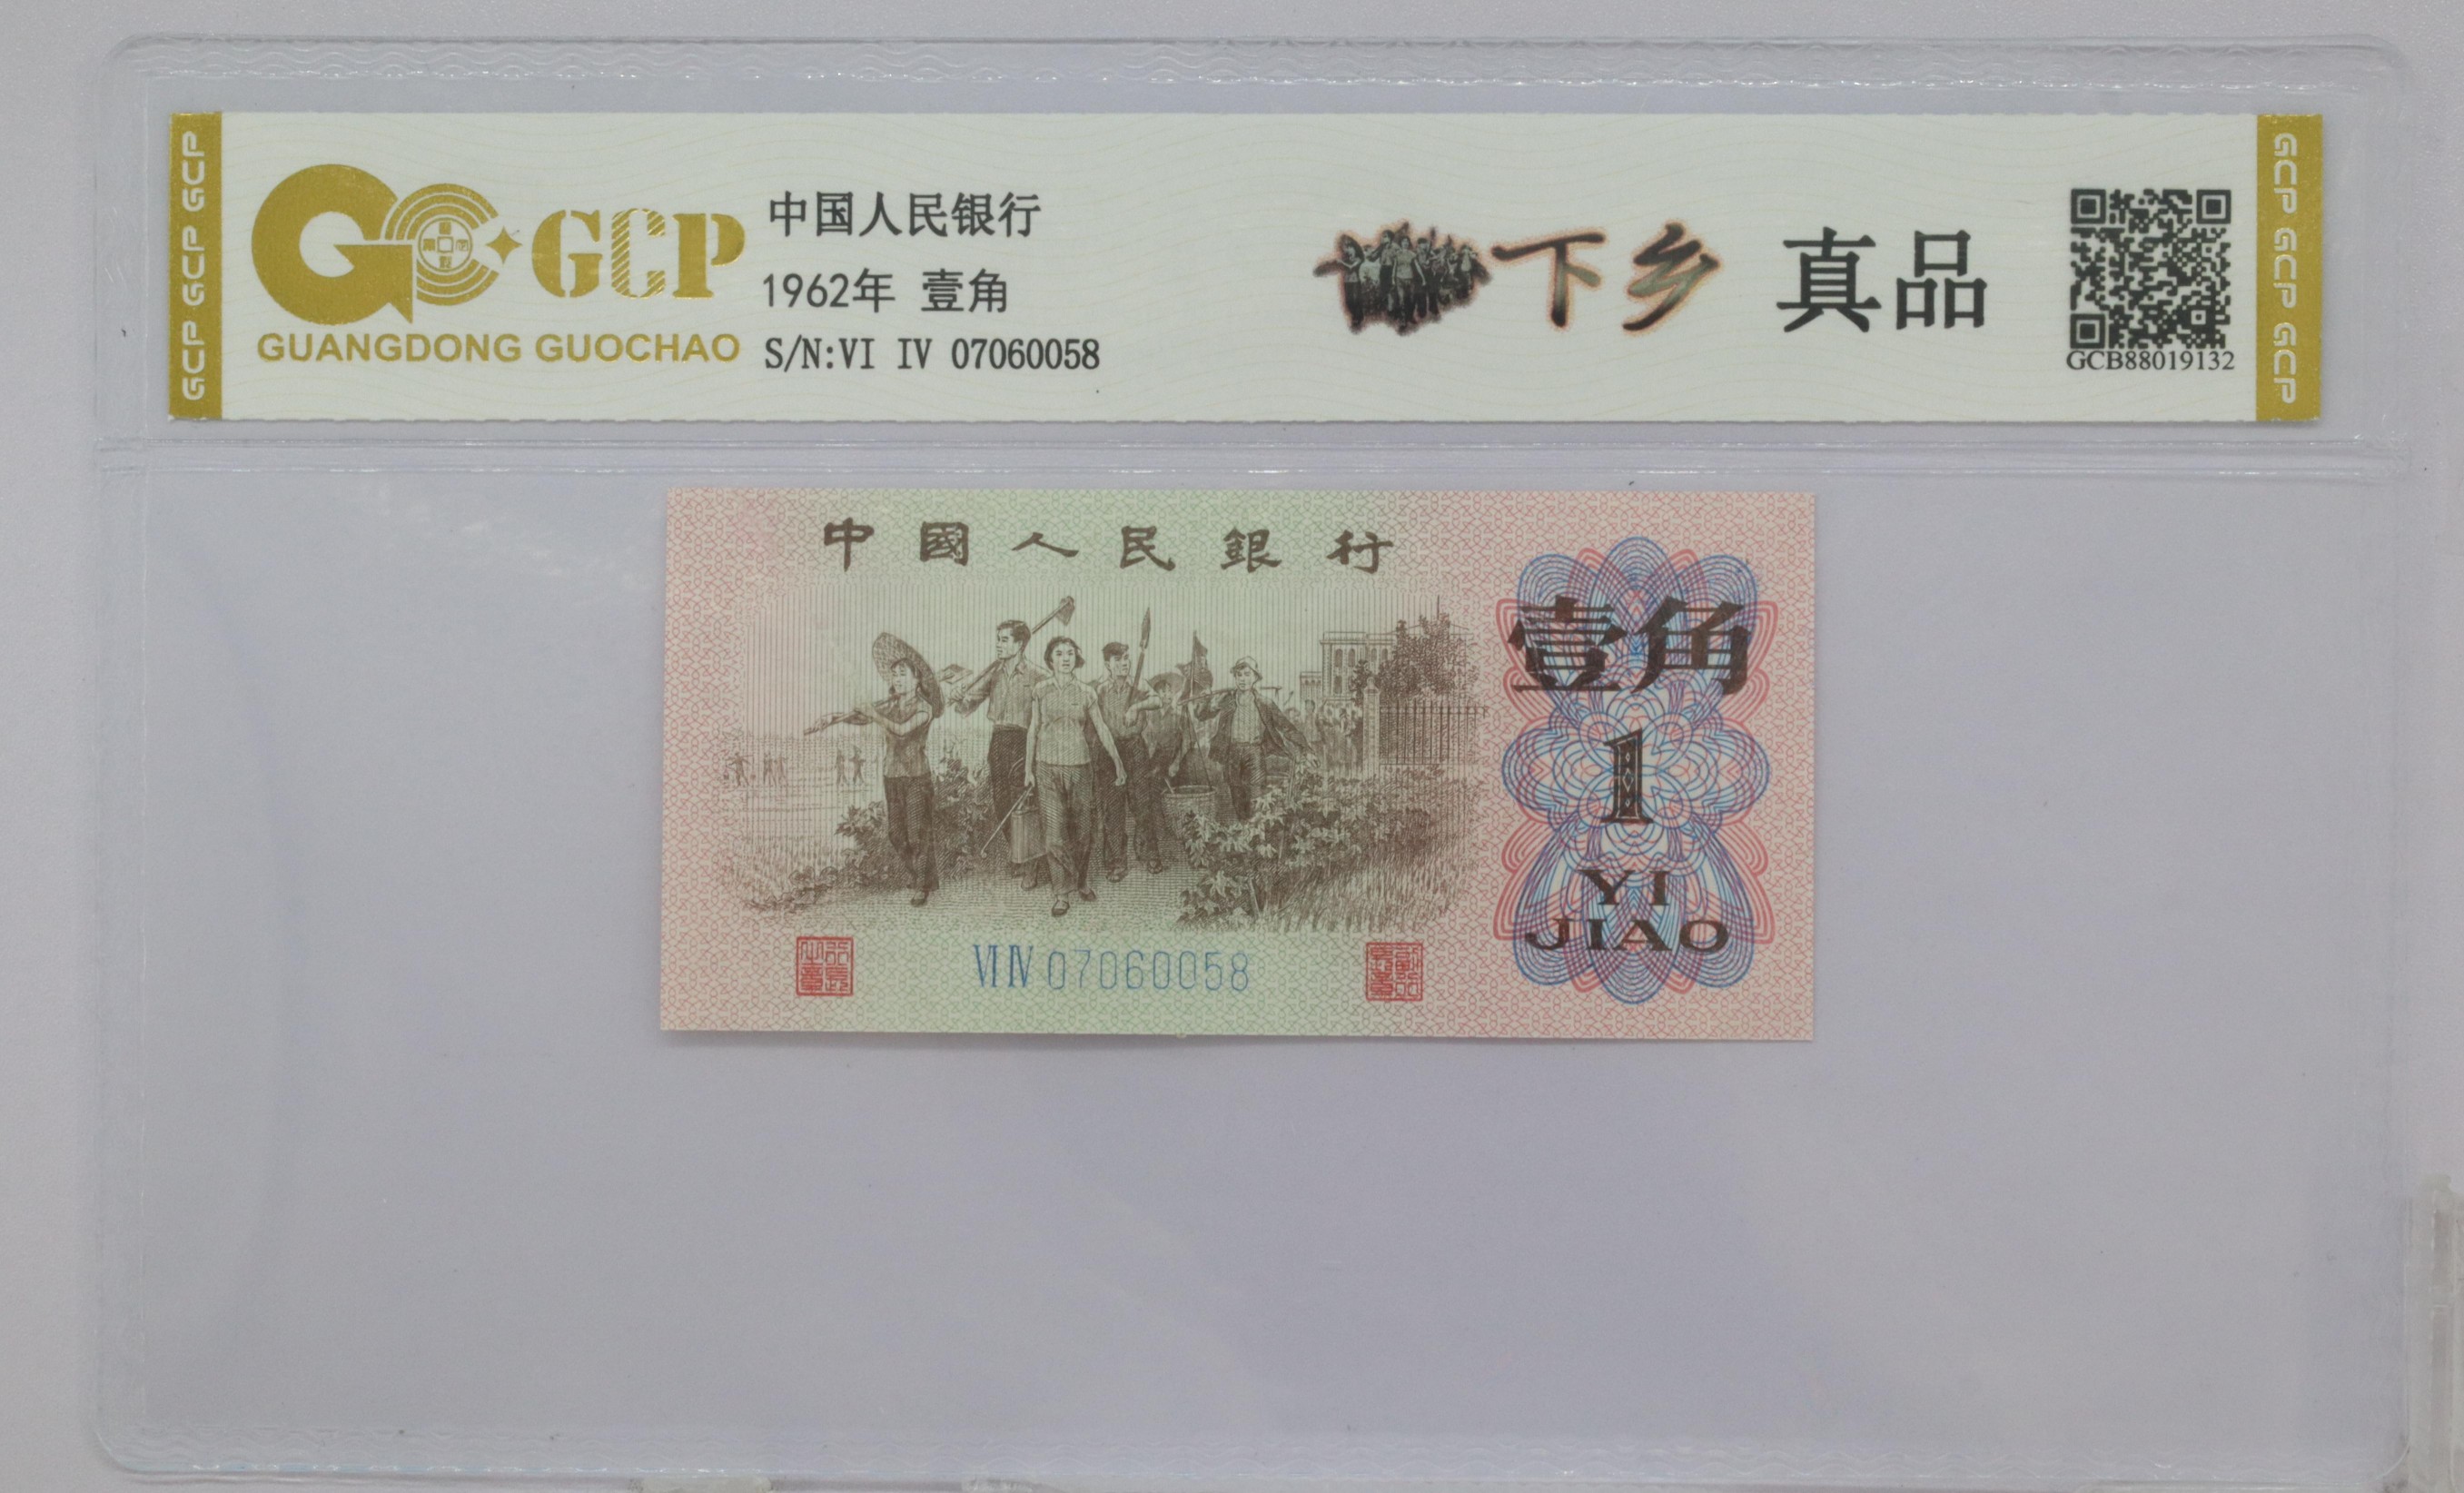 GCP GCP GCP
GCP
GUANGDONG GUOCHAO
中国人民银行
1962年 壹角
S/N:VI IV 07060058
下乡 真品
GCB88019132
GCP GCP GCP
中國人民銀行
壹角
1
YI
JIAO
VI IV 07060058